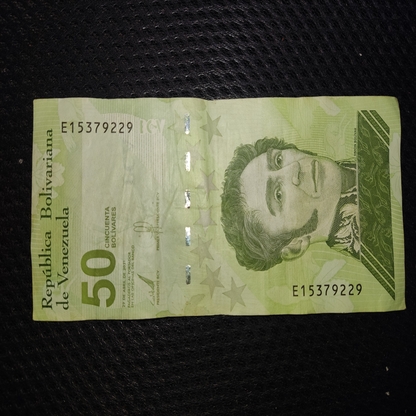 E15379229
República Bolivariana
de Venezuela
50
CINCUENTA
BOLÍVARES
E15379229